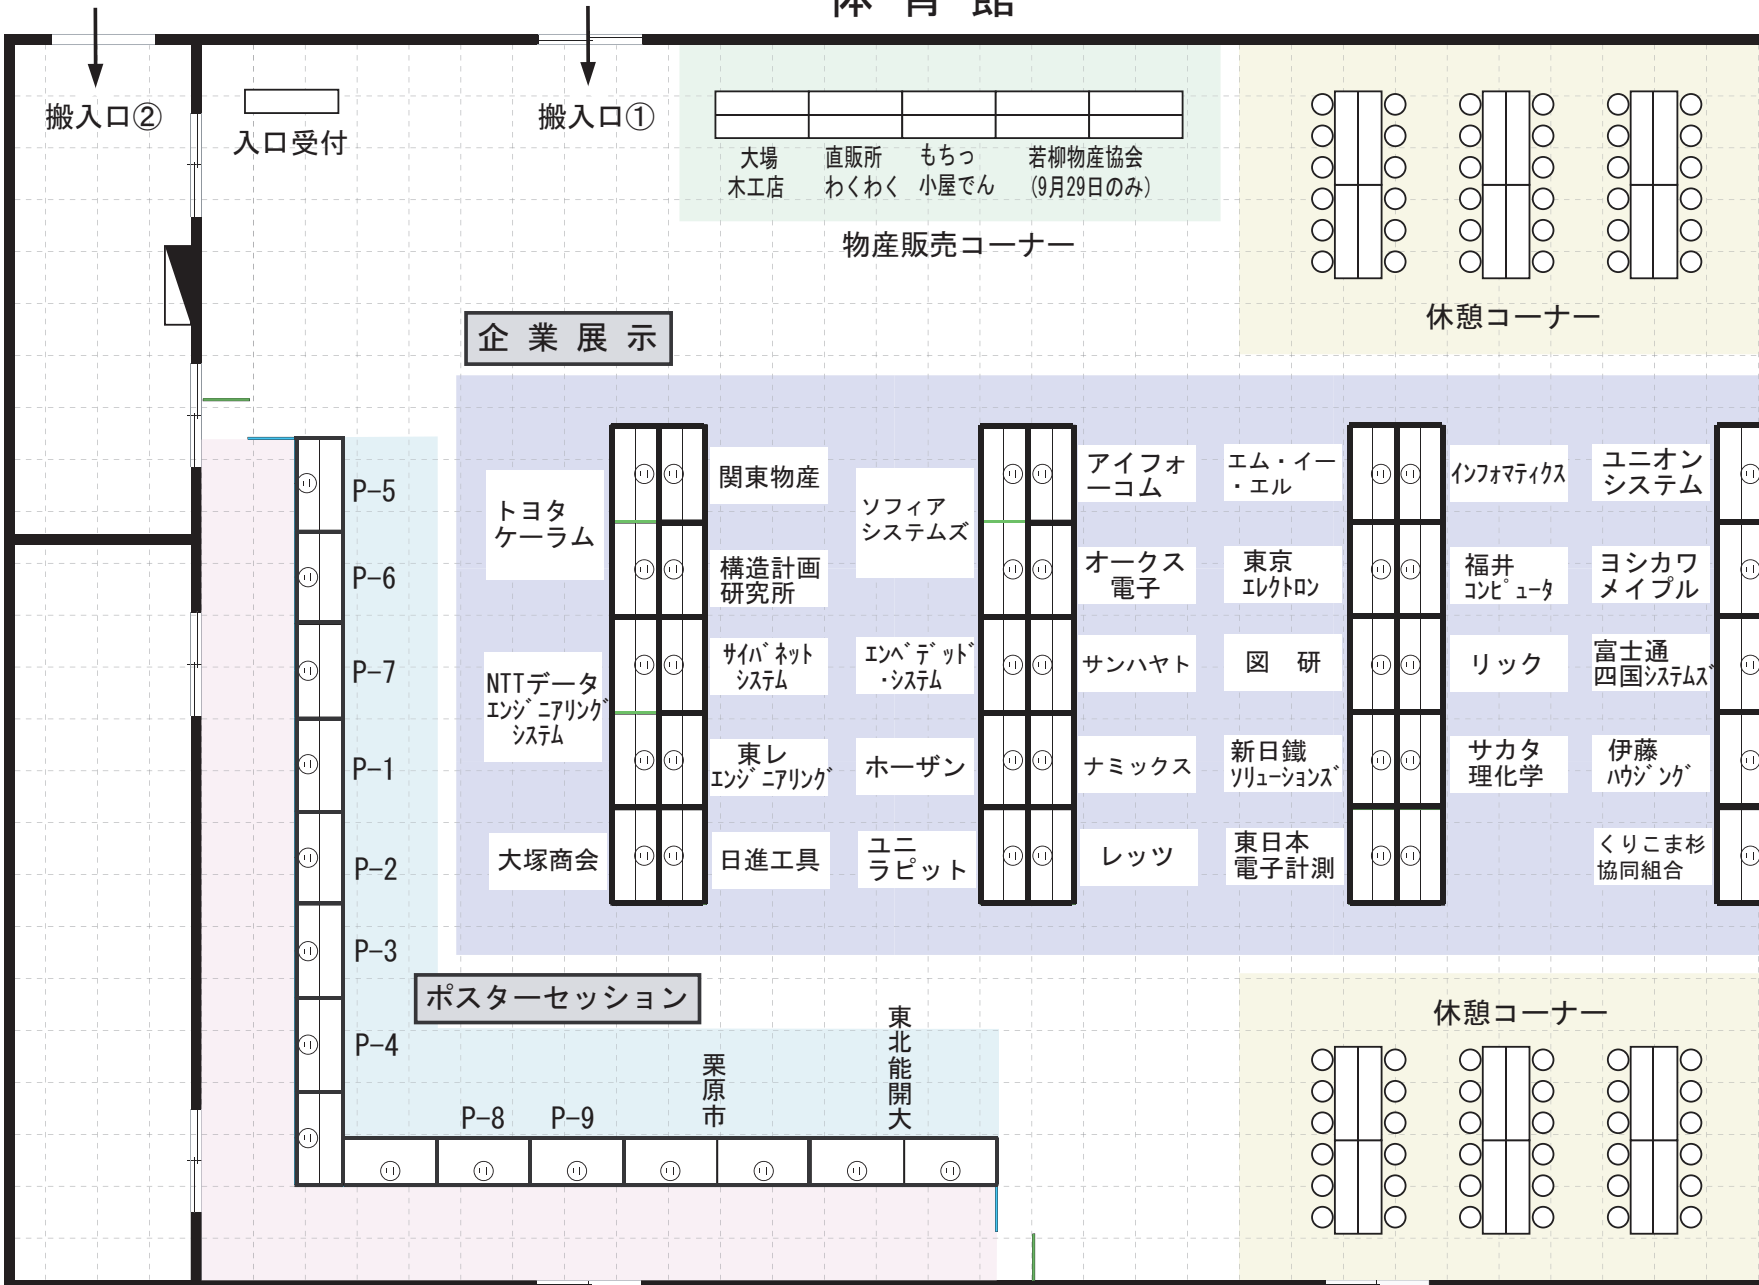 体育館
搬入口②
入口受付
搬入口①
大場
木工店
直販所
わくわく
もちっ
小屋でん
若柳物産協会
(9月29日のみ)
物産販売コーナー
休憩コーナー
企業展示
P-5
P-6
P-7
P-1
P-2
P-3
P-4
トヨタ
ケーラム
NTTデータ
エンジニアリング
システム
大塚商会
関東物産
構造計画
研究所
サイバネット
システム
東レ
エンジニアリング
日進工具
ソフィア
システムズ
エンベデッド
・システム
ホーザン
ユニ
ラピット
アイフォ
ーコム
オークス
電子
サンハヤト
ナミックス
レッツ
エム・イー
・エル
東京
エレクトロン
図研
新日鐵
ソリューションズ
東日本
電子計測
インフォマティクス
福井
コンピュータ
リック
サカタ
理化学
ユニオン
システム
ヨシカワ
メイプル
富士通
四国システムズ
伊藤
ハウジング
くりこま杉
協同組合
ポスターセッション
P-8
P-9
栗原市
東北能開大
休憩コーナー